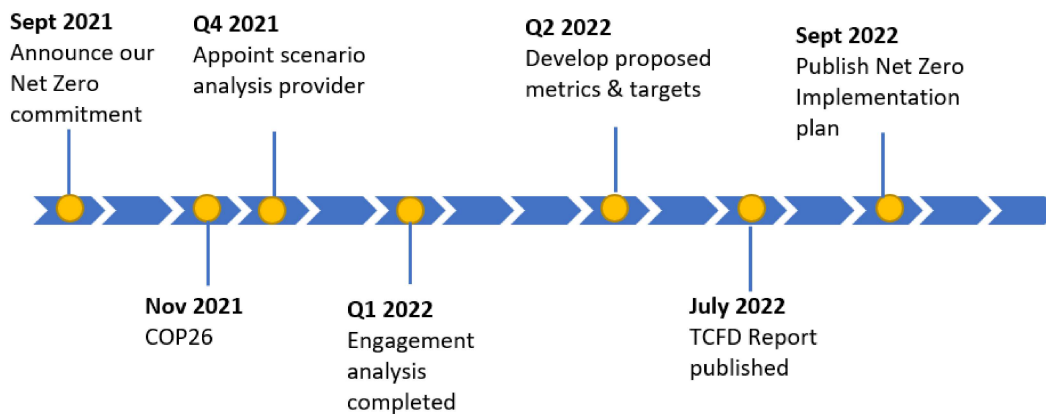 Sept 2021
Announce our
Net Zero
commitment
Q4 2021
Appoint scenario
analysis provider
Q2 2022
Develop proposed
metrics & targets
Sept 2022
Publish Net Zero
Implementation
plan
Nov 2021
COP26
Q1 2022
Engagement
analysis
completed
July 2022
TCFD Report
published